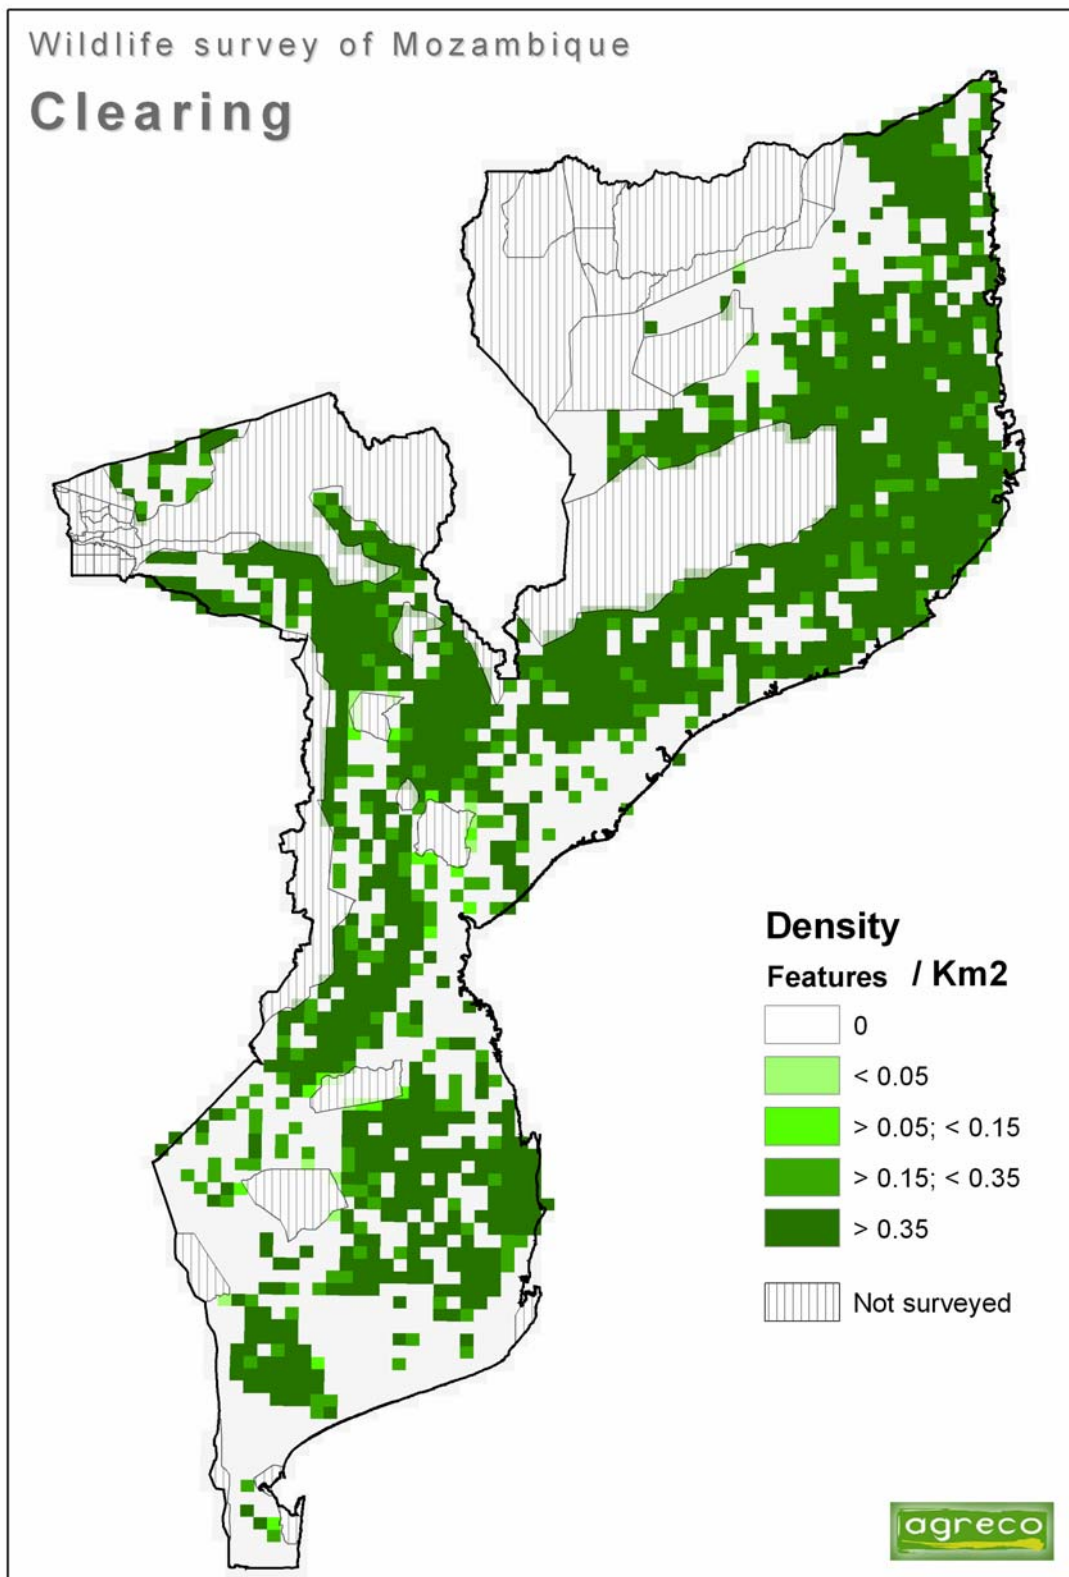 Wildlife survey of Mozambique
Clearing
Density
Features / Km2
0
< 0.05
> 0.05; < 0.15
> 0.15; < 0.35
> 0.35
Not surveyed
agreco